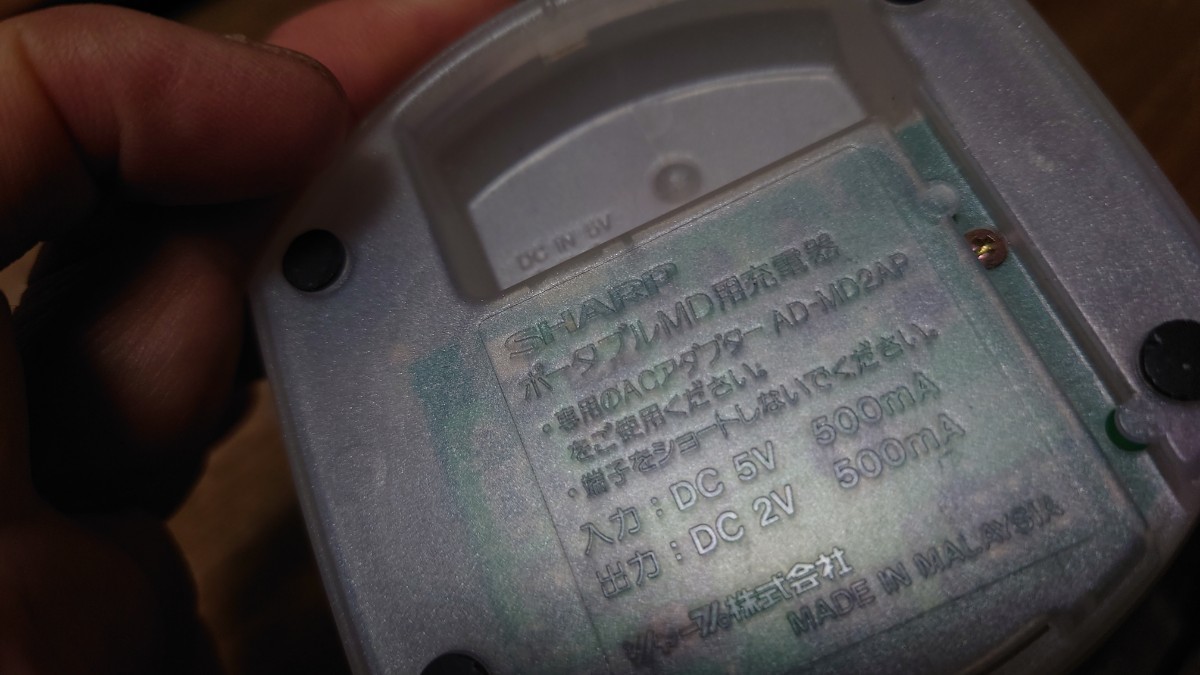 DC IN 5V
SHARP
ポータブルMD用充電器
・専用のACアダプター AD-MD2AP
をご使用ください。
・端子をショートしないでください。
入力：DC 5V 500mA
出力：DC 2V 500mA
シャープ株式会社
MADE IN MALAYSIA